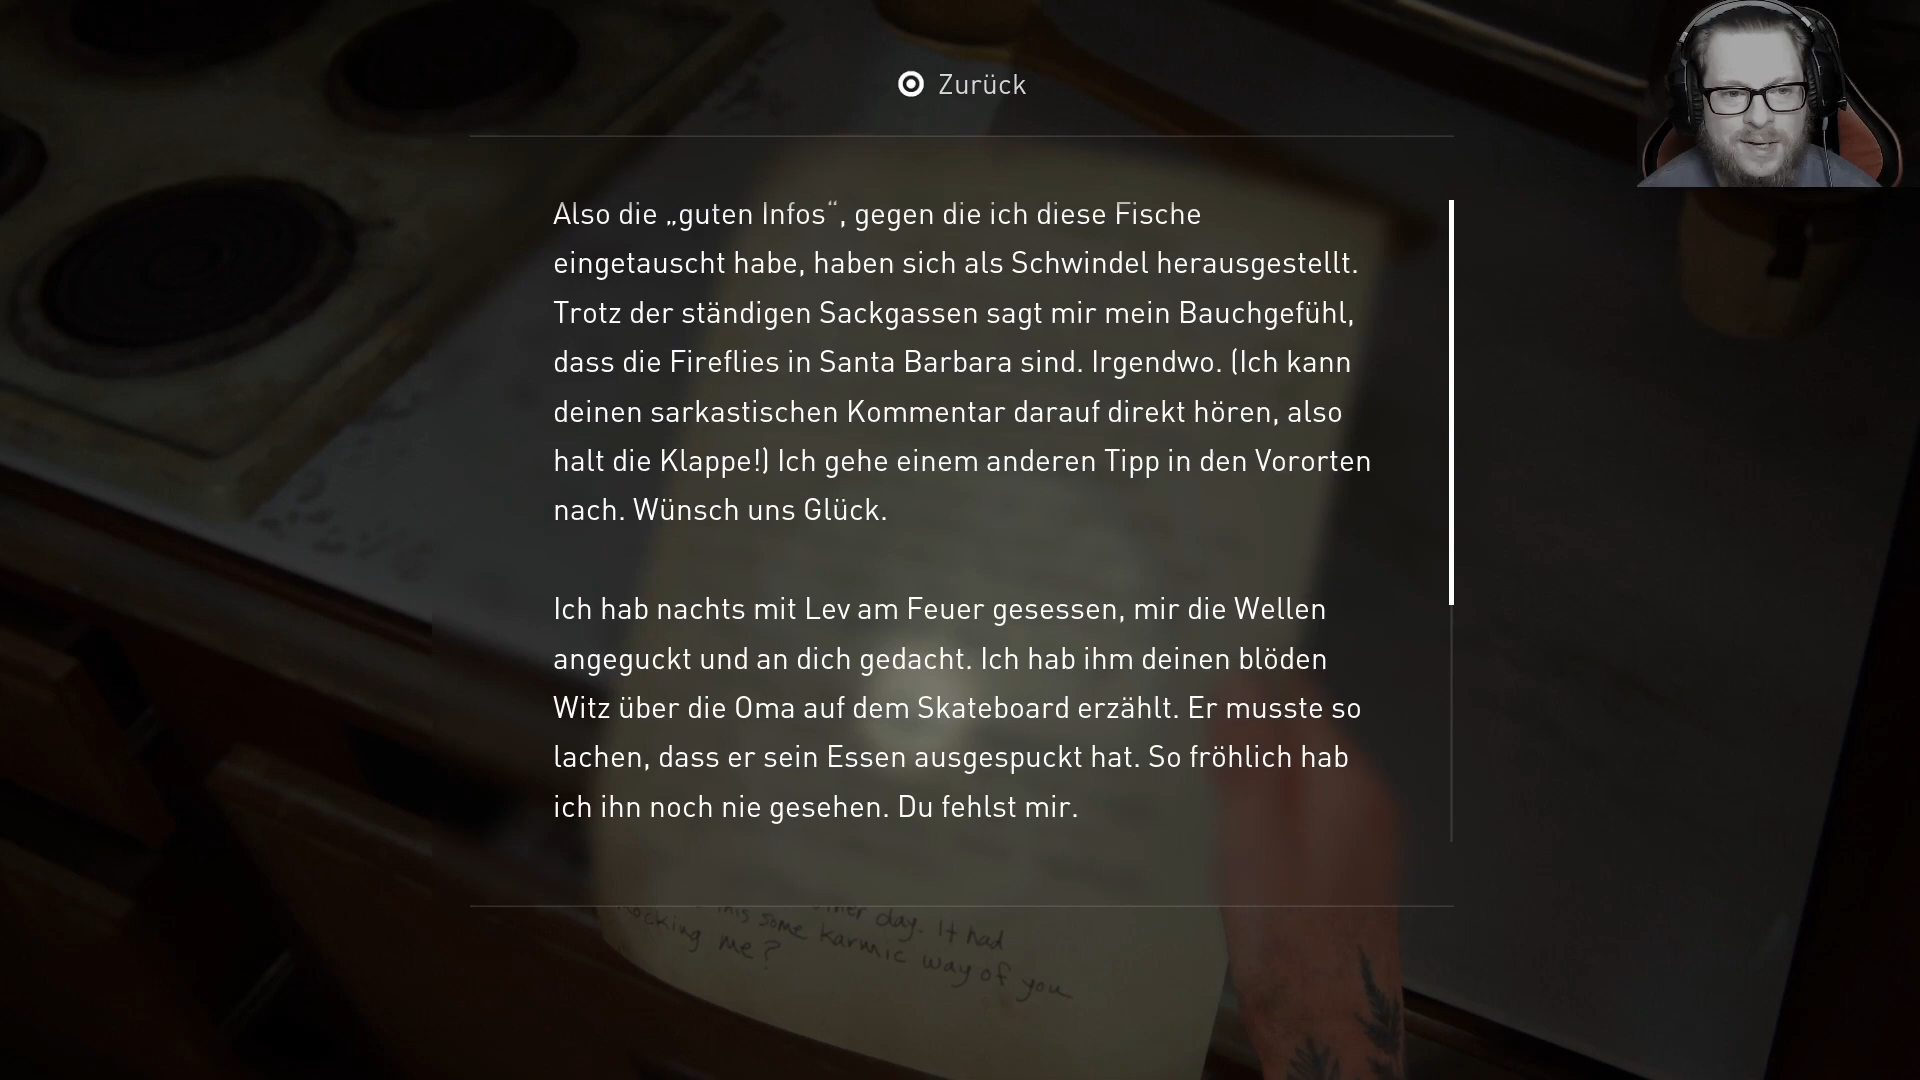 Zurück
Also die „guten Infos“, gegen die ich diese Fische
eingetauscht habe, haben sich als Schwindel herausgestellt.
Trotz der ständigen Sackgassen sagt mir mein Bauchgefühl,
dass die Fireflies in Santa Barbara sind. Irgendwo. (Ich kann
deinen sarkastischen Kommentar darauf direkt hören, also
halt die Klappe!) Ich gehe einem anderen Tipp in den Vororten
nach. Wünsch uns Glück.
Ich hab nachts mit Lev am Feuer gesessen, mir die Wellen
angeguckt und an dich gedacht. Ich hab ihm deinen blöden
Witz über die Oma auf dem Skateboard erzählt. Er musste so
lachen, dass er sein Essen ausgespuckt hat. So fröhlich hab
ich ihn noch nie gesehen. Du fehlst mir.
day. It had
this some karmic way of you
me?